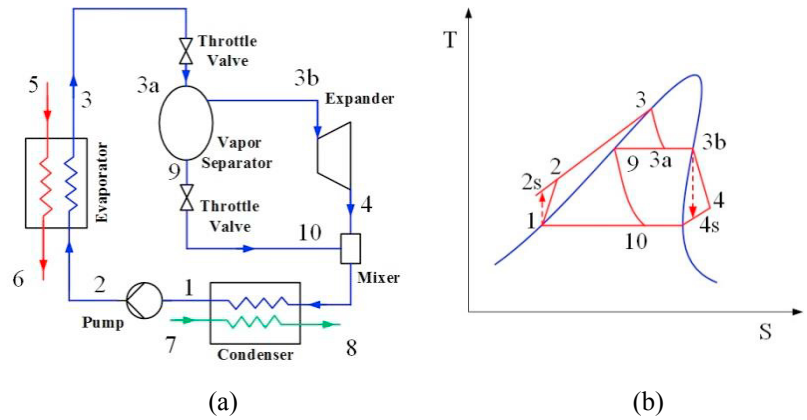 Throttle
Valve
5
3
3a
3b
Expander
Evaporator
Vapor
Separator
9
Throttle
Valve
4
10
Mixer
6
2
1
Pump
7
8
Condenser
(a)
T
3
3b
9
3a
2
2s
4
1
10
4s
S
(b)